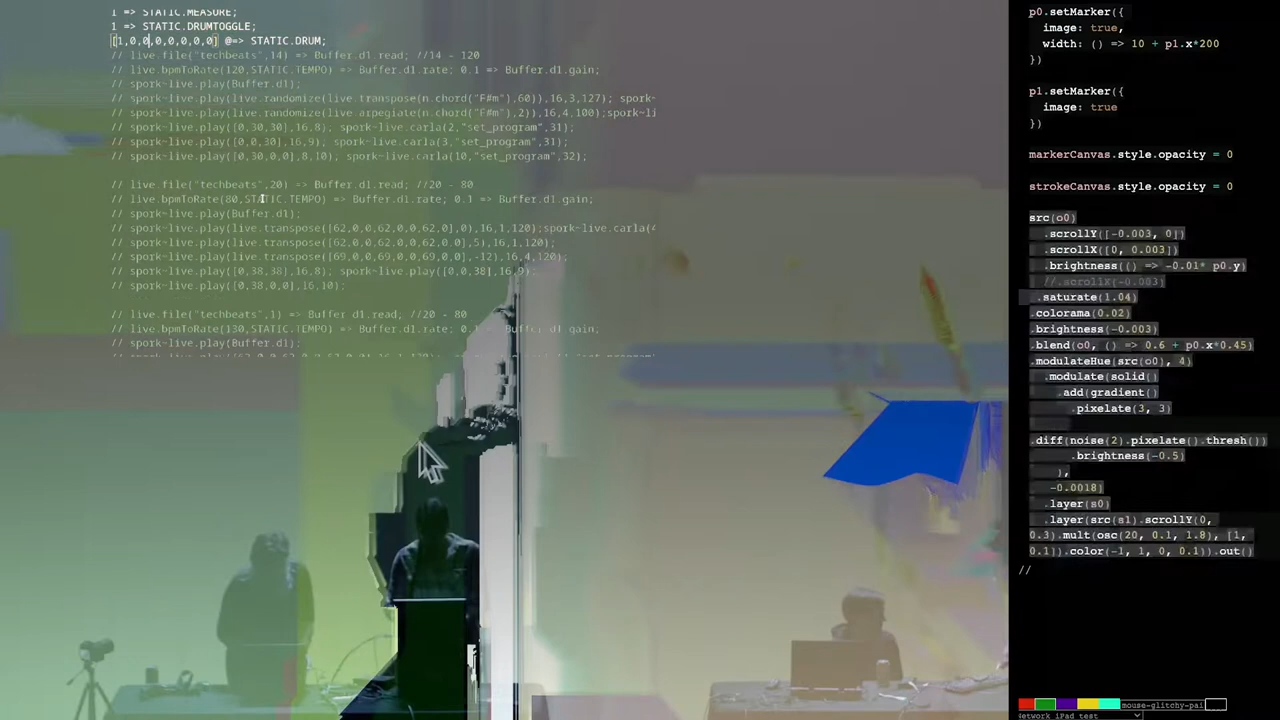 1 => STATIC.MEASURE;
1 => STATIC.DRUMTOGGLE;
[1,0,0,0,0,0,0,0] @=> STATIC.DRUM;
// live.file("techbeats",14) => Buffer.d1.read; //14 - 120
// live.bpmToRate(120,STATIC.TEMPO) => Buffer.d1.rate; 0.1 => Buffer.d1.gain;
// spork~live.play(Buffer.d1);
// spork~live.play(live.randomize(live.transpose(n.chord("F#m"),60)),16,3,127); spork~
// spork~live.play(live.randomize(live.arpegiate(n.chord("F#m"),2)),16,4,100);spork~li
// spork~live.play([0,30,30],16,8); spork~live.carla(2,"set_program",31);
// spork~live.play([0,0,30],16,9); spork~live.carla(3,"set_program",31);
// spork~live.play([0,30,0,0],8,10); spork~live.carla(10,"set_program",32);
// live.file("techbeats",20) => Buffer.d1.read; //20 - 80
// live.bpmToRate(80,STATIC.TEMPO) => Buffer.d1.rate; 0.1 => Buffer.d1.gain;
// spork~live.play(Buffer.d1);
// spork~live.play(live.transpose([62,0,0,62,0,0,62,0],0),16,1,120);spork~live.carla(
// spork~live.play(live.transpose([62,0,0,62,0,0,62,0,0],5),16,1,120);
// spork~live.play(live.transpose([69,0,0,69,0,0,69,0,0],-12),16,4,120);
// spork~live.play([0,38,38],16,8); spork~live.play([0,0,38],16,9);
// spork~live.play([0,38,0,0],16,10);
// live.file("techbeats",1) => Buffer.d1.read; //20 - 80
// live.bpmToRate(130,STATIC.TEMPO) => Buffer.d1.rate; 0.1 => Buffer.d1.gain;
// spork~live.play(Buffer.d1);
p0.setMarker({
image: true,
width: () => 10 + p1.x*200
})
p1.setMarker({
image: true
})
markerCanvas.style.opacity = 0
strokeCanvas.style.opacity = 0
src(o0)
.scrollY([-0.003, 0])
.scrollX([0, 0.003])
.brightness(() => -0.01* p0.y)
//.scrollX(-0.003)
.saturate(1.04)
.colorama(0.02)
.brightness(-0.003)
.blend(o0, () => 0.6 + p0.x*0.45)
.modulateHue(src(o0), 4)
.modulate(solid()
.add(gradient()
.pixelate(3, 3)
.diff(noise(2).pixelate().thresh())
.brightness(-0.5)
),
-0.0018)
.layer(s0)
.layer(src(s1).scrollY(0,
0.3).mult(osc(20, 0.1, 1.8), [1,
0.1]).color(-1, 1, 0, 0.1)).out()
//
mouse-glitchy-pai
Network iPad test